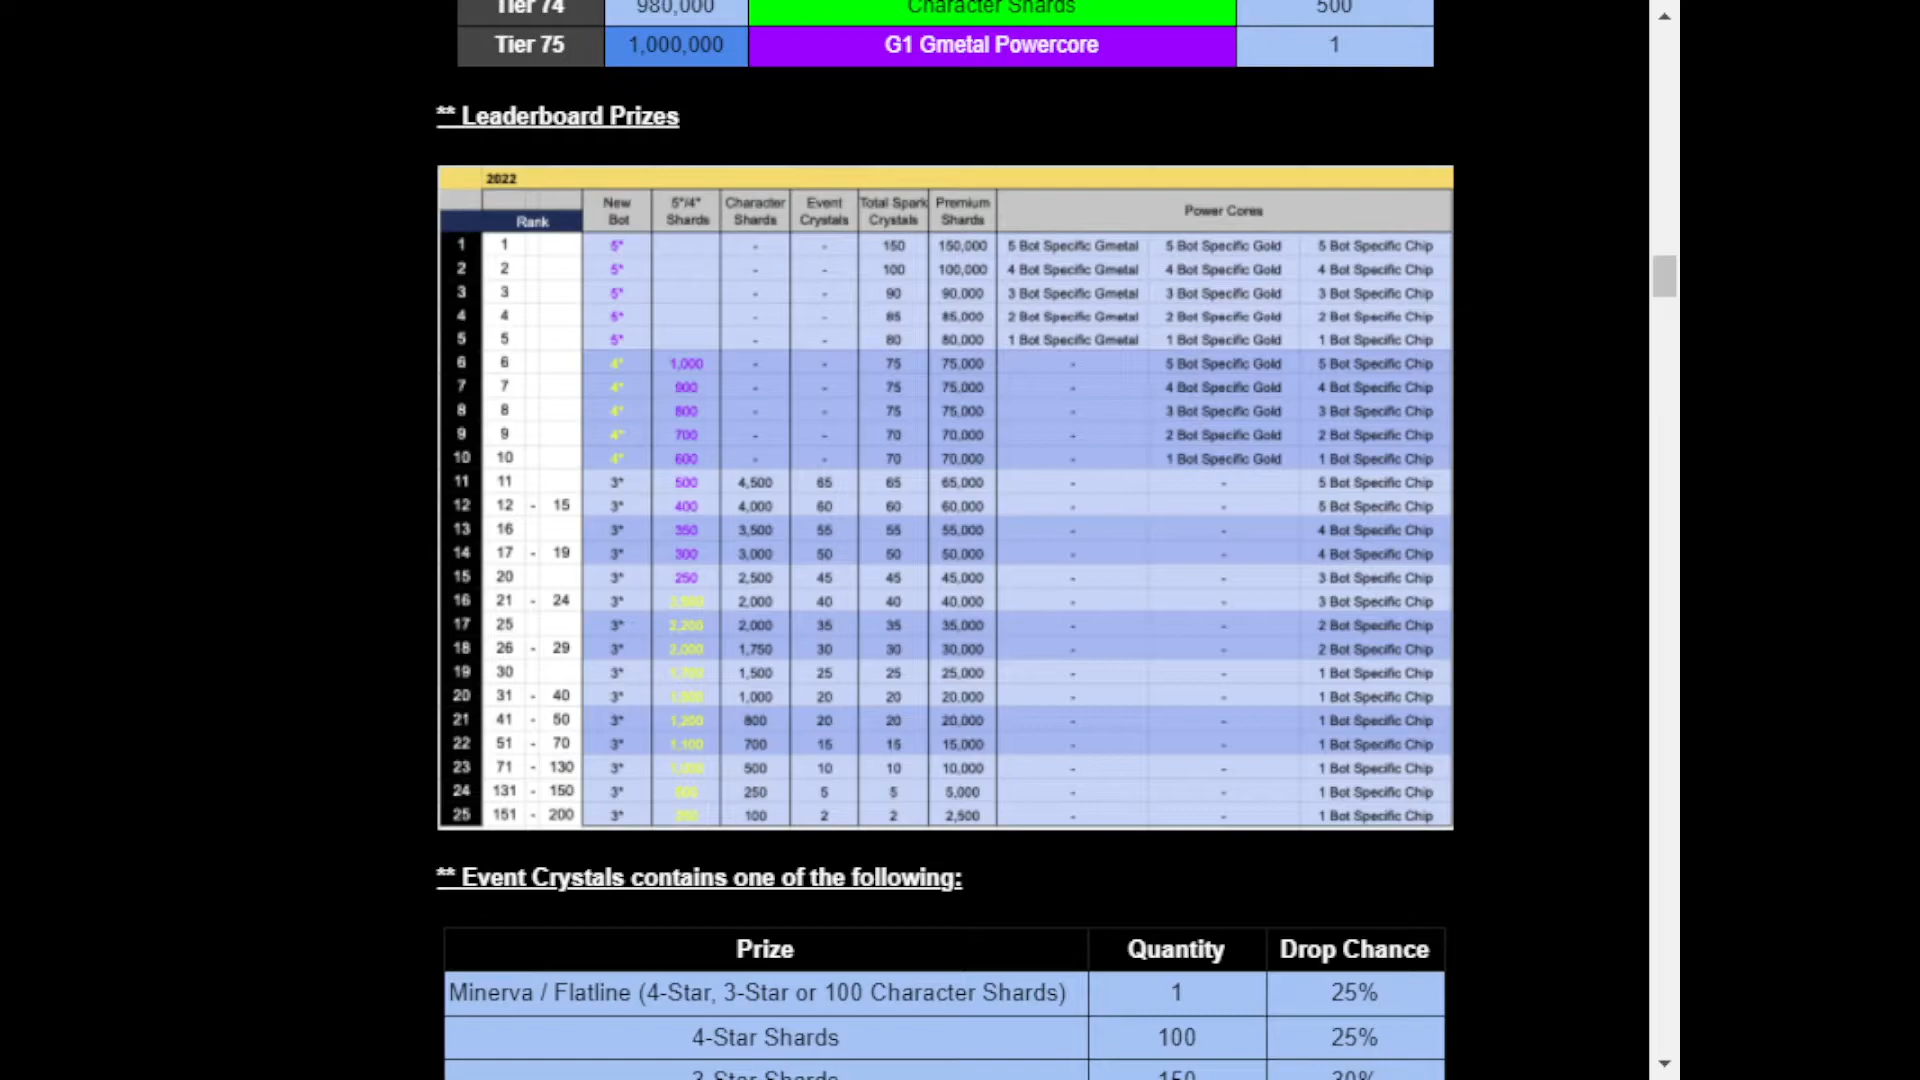 Tier 74 980,000 Character Shards 500
Tier 75 1,000,000 G1 Gmetal Powercore 1
** Leaderboard Prizes
2022
Rank New Bot 5*/4* Shards Character Shards Event Crystals Total Spark Crystals Premium Shards Power Cores
1 1 5* - - 150 150,000 5 Bot Specific Gmetal 5 Bot Specific Gold 5 Bot Specific Chip
2 2 5* - - 100 100,000 4 Bot Specific Gmetal 4 Bot Specific Gold 4 Bot Specific Chip
3 3 5* - - 90 90,000 3 Bot Specific Gmetal 3 Bot Specific Gold 3 Bot Specific Chip
4 4 5* - - 85 85,000 2 Bot Specific Gmetal 2 Bot Specific Gold 2 Bot Specific Chip
5 5 5* - - 80 80,000 1 Bot Specific Gmetal 1 Bot Specific Gold 1 Bot Specific Chip
6 6 4* 1,000 - - 75 75,000 - 5 Bot Specific Gold 5 Bot Specific Chip
7 7 4* 900 - - 75 75,000 - 4 Bot Specific Gold 4 Bot Specific Chip
8 8 4* 800 - - 75 75,000 - 3 Bot Specific Gold 3 Bot Specific Chip
9 9 4* 700 - - 70 70,000 - 2 Bot Specific Gold 2 Bot Specific Chip
10 10 4* 600 - - 70 70,000 - 1 Bot Specific Gold 1 Bot Specific Chip
11 11 3* 500 4,500 65 65 65,000 - - 5 Bot Specific Chip
12 12 - 15 3* 400 4,000 60 60 60,000 - - 5 Bot Specific Chip
13 16 3* 350 3,500 55 55 55,000 - - 4 Bot Specific Chip
14 17 - 19 3* 300 3,000 50 50 50,000 - - 4 Bot Specific Chip
15 20 3* 250 2,500 45 45 45,000 - - 3 Bot Specific Chip
16 21 - 24 3* 2,000 40 40 40,000 - - 3 Bot Specific Chip
17 25 3* 2,200 2,000 35 35 35,000 - - 2 Bot Specific Chip
18 26 - 29 3* 2,000 1,750 30 30 30,000 - - 2 Bot Specific Chip
19 30 3* 1,500 25 25 25,000 - - 1 Bot Specific Chip
20 31 - 40 3* 1,000 20 20 20,000 - - 1 Bot Specific Chip
21 41 - 50 3* 1,200 800 20 20 20,000 - - 1 Bot Specific Chip
22 51 - 70 3* 1,100 700 15 15 15,000 - - 1 Bot Specific Chip
23 71 - 130 3* 500 10 10 10,000 - - 1 Bot Specific Chip
24 131 - 150 3* 250 5 5 5,000 - - 1 Bot Specific Chip
25 151 - 200 3* 100 2 2 2,500 - - 1 Bot Specific Chip
** Event Crystals contains one of the following:
Prize Quantity Drop Chance
Minerva / Flatline (4-Star, 3-Star or 100 Character Shards) 1 25%
4-Star Shards 100 25%
3-Star Shards 150 30%